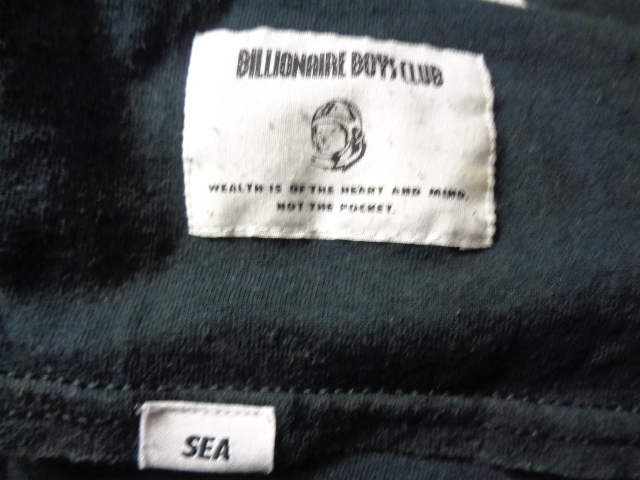 BILLIONAIRE BOYS CLUB
WEALTH IS OF THE HEART AND MIND,
NOT THE POCKET.
SEA